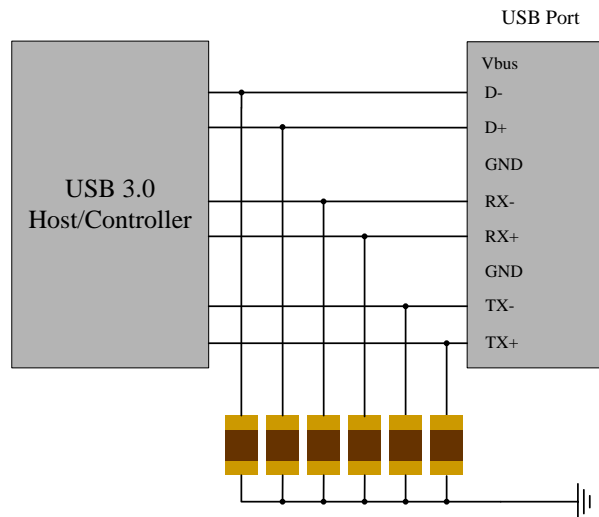 USB Port
Vbus
D-
D+
GND
USB 3.0
Host/Controller
RX-
RX+
GND
TX-
TX+